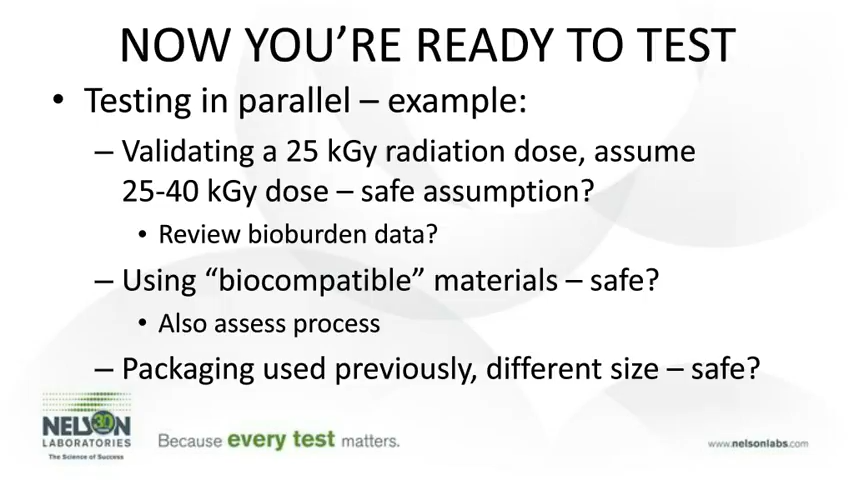 NOW YOU'RE READY TO TEST
• Testing in parallel – example:
– Validating a 25 kGy radiation dose, assume
25-40 kGy dose – safe assumption?
• Review bioburden data?
– Using “biocompatible” materials – safe?
• Also assess process
– Packaging used previously, different size – safe?
NELSON
30
LABORATORIES
The Science of Success
Because every test matters.
www.nelsonlabs.com